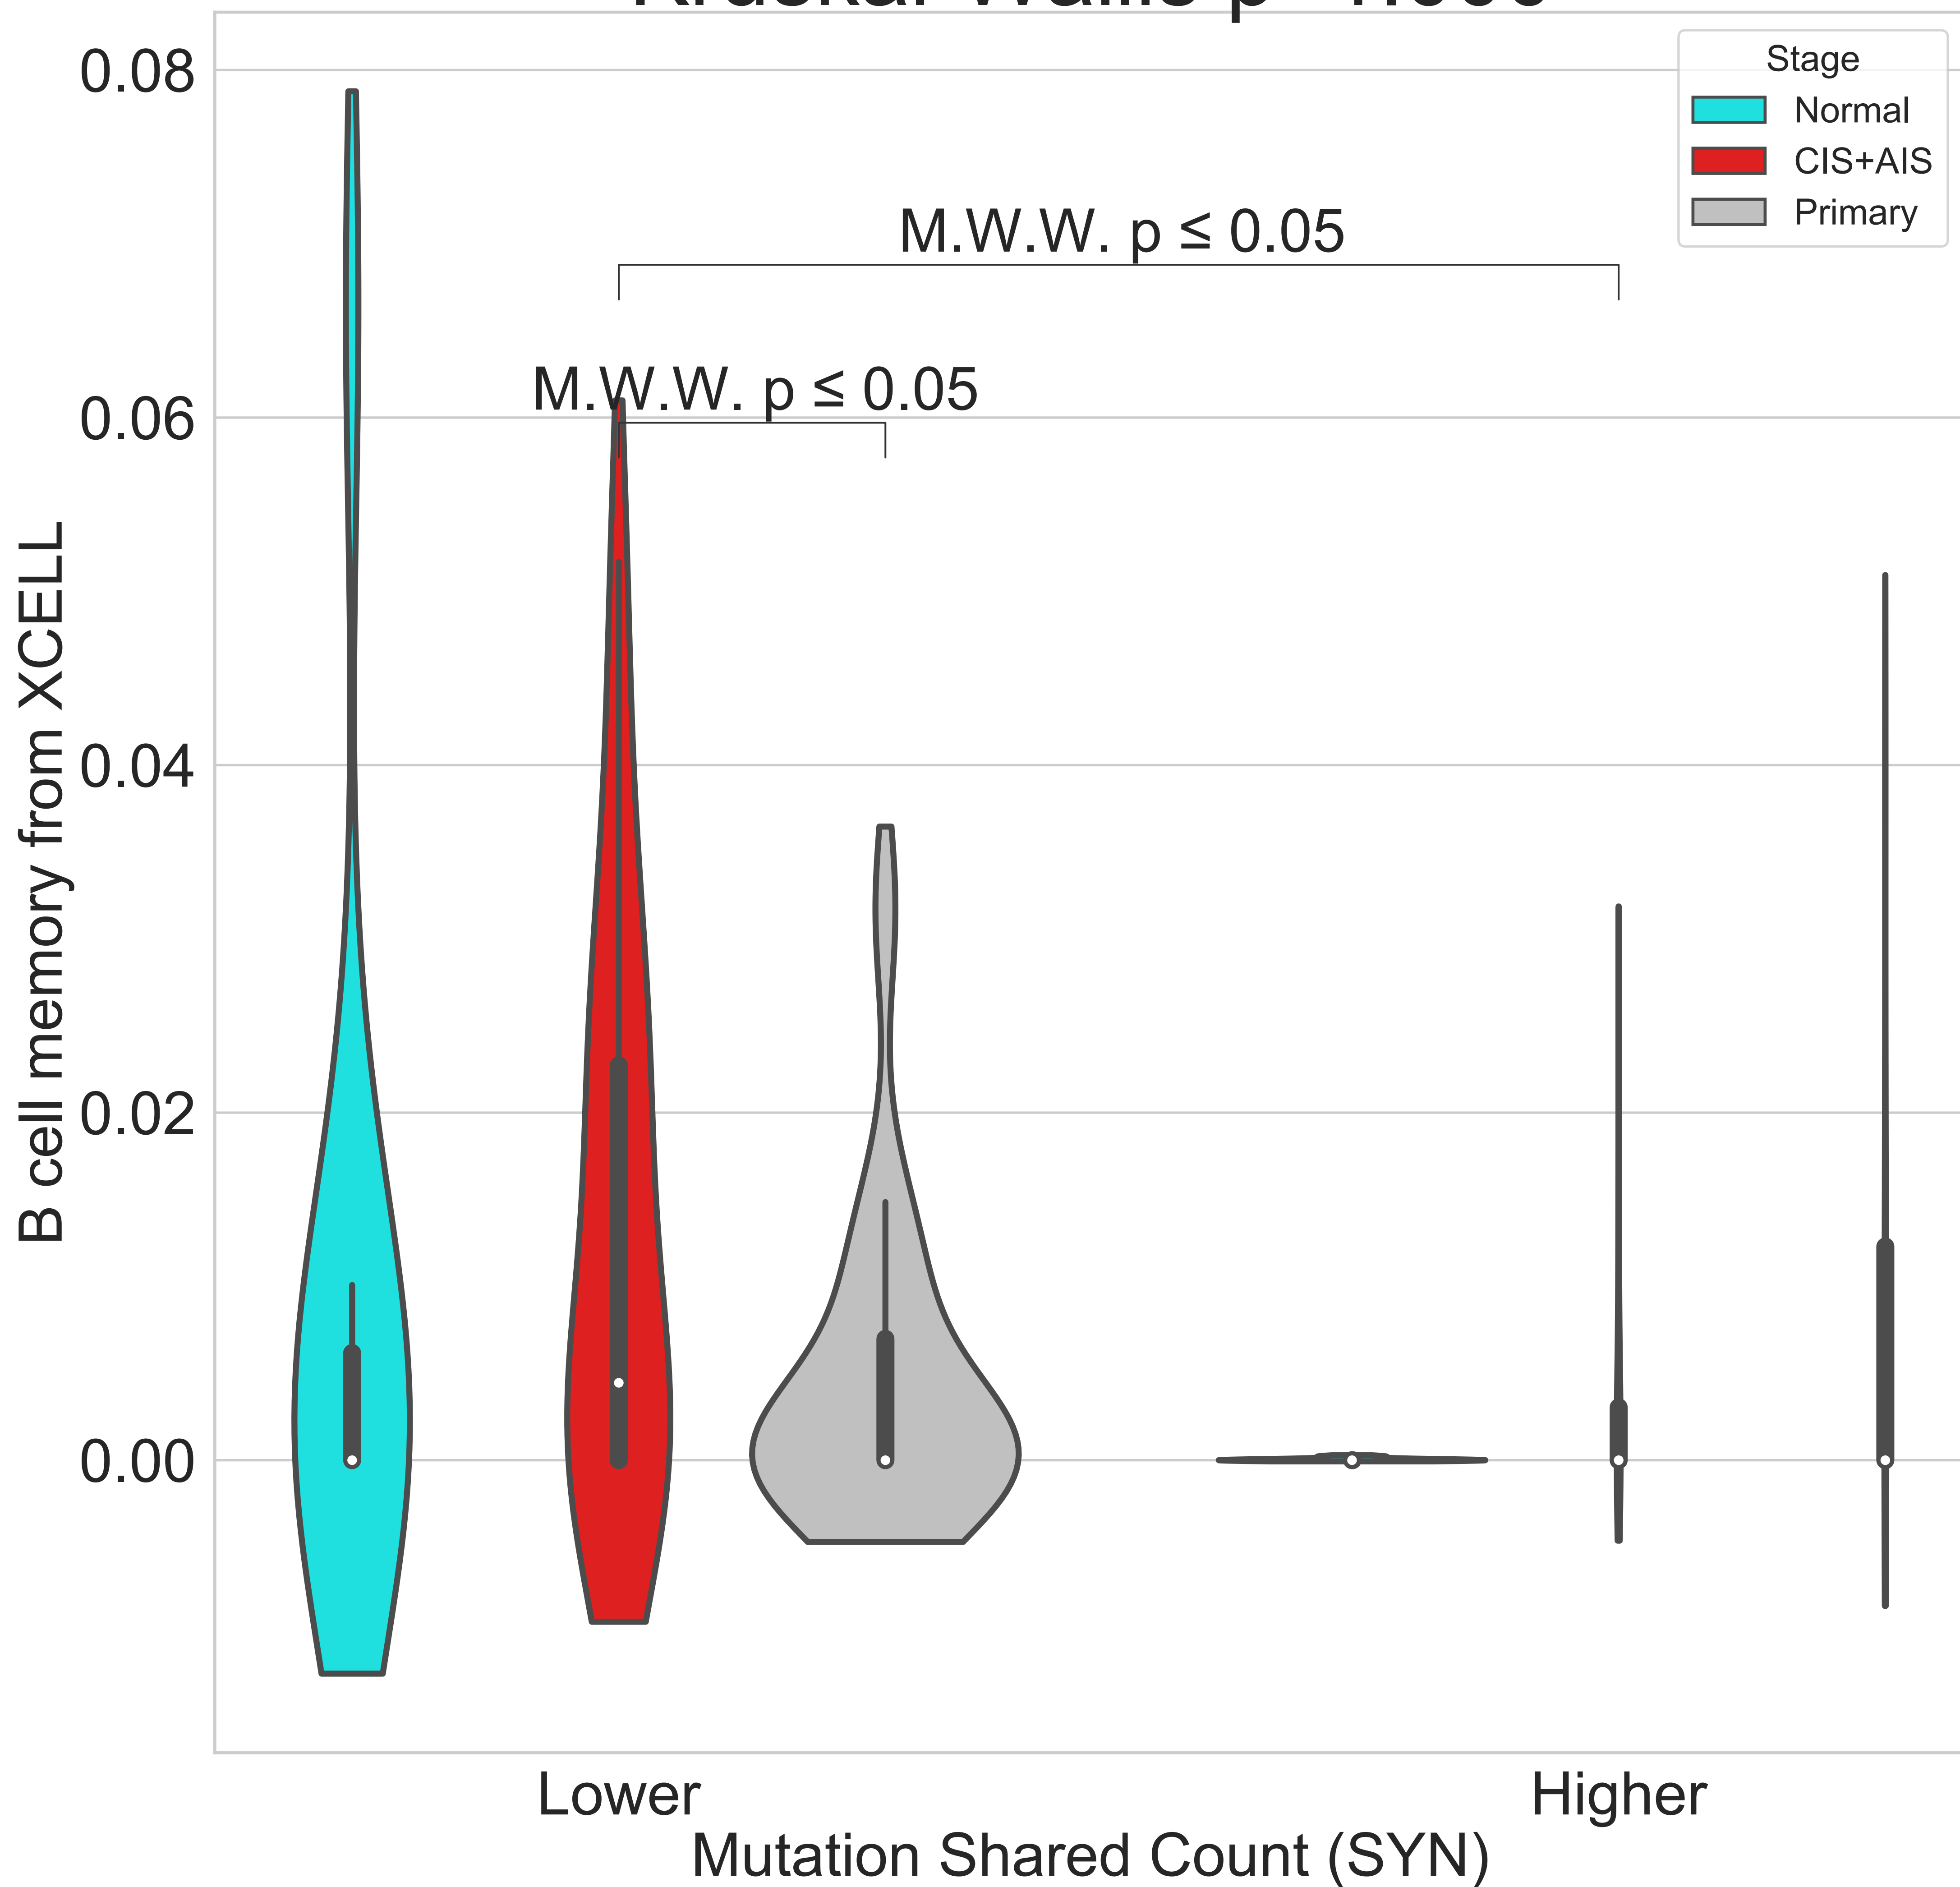 0.08
0.06
0.04
0.02
0.00
B cell memory from XCELL
Stage
Normal
CIS+AIS
Primary
M.W.W. p ≤ 0.05
M.W.W. p ≤ 0.05
Lower
Higher
Mutation Shared Count (SYN)